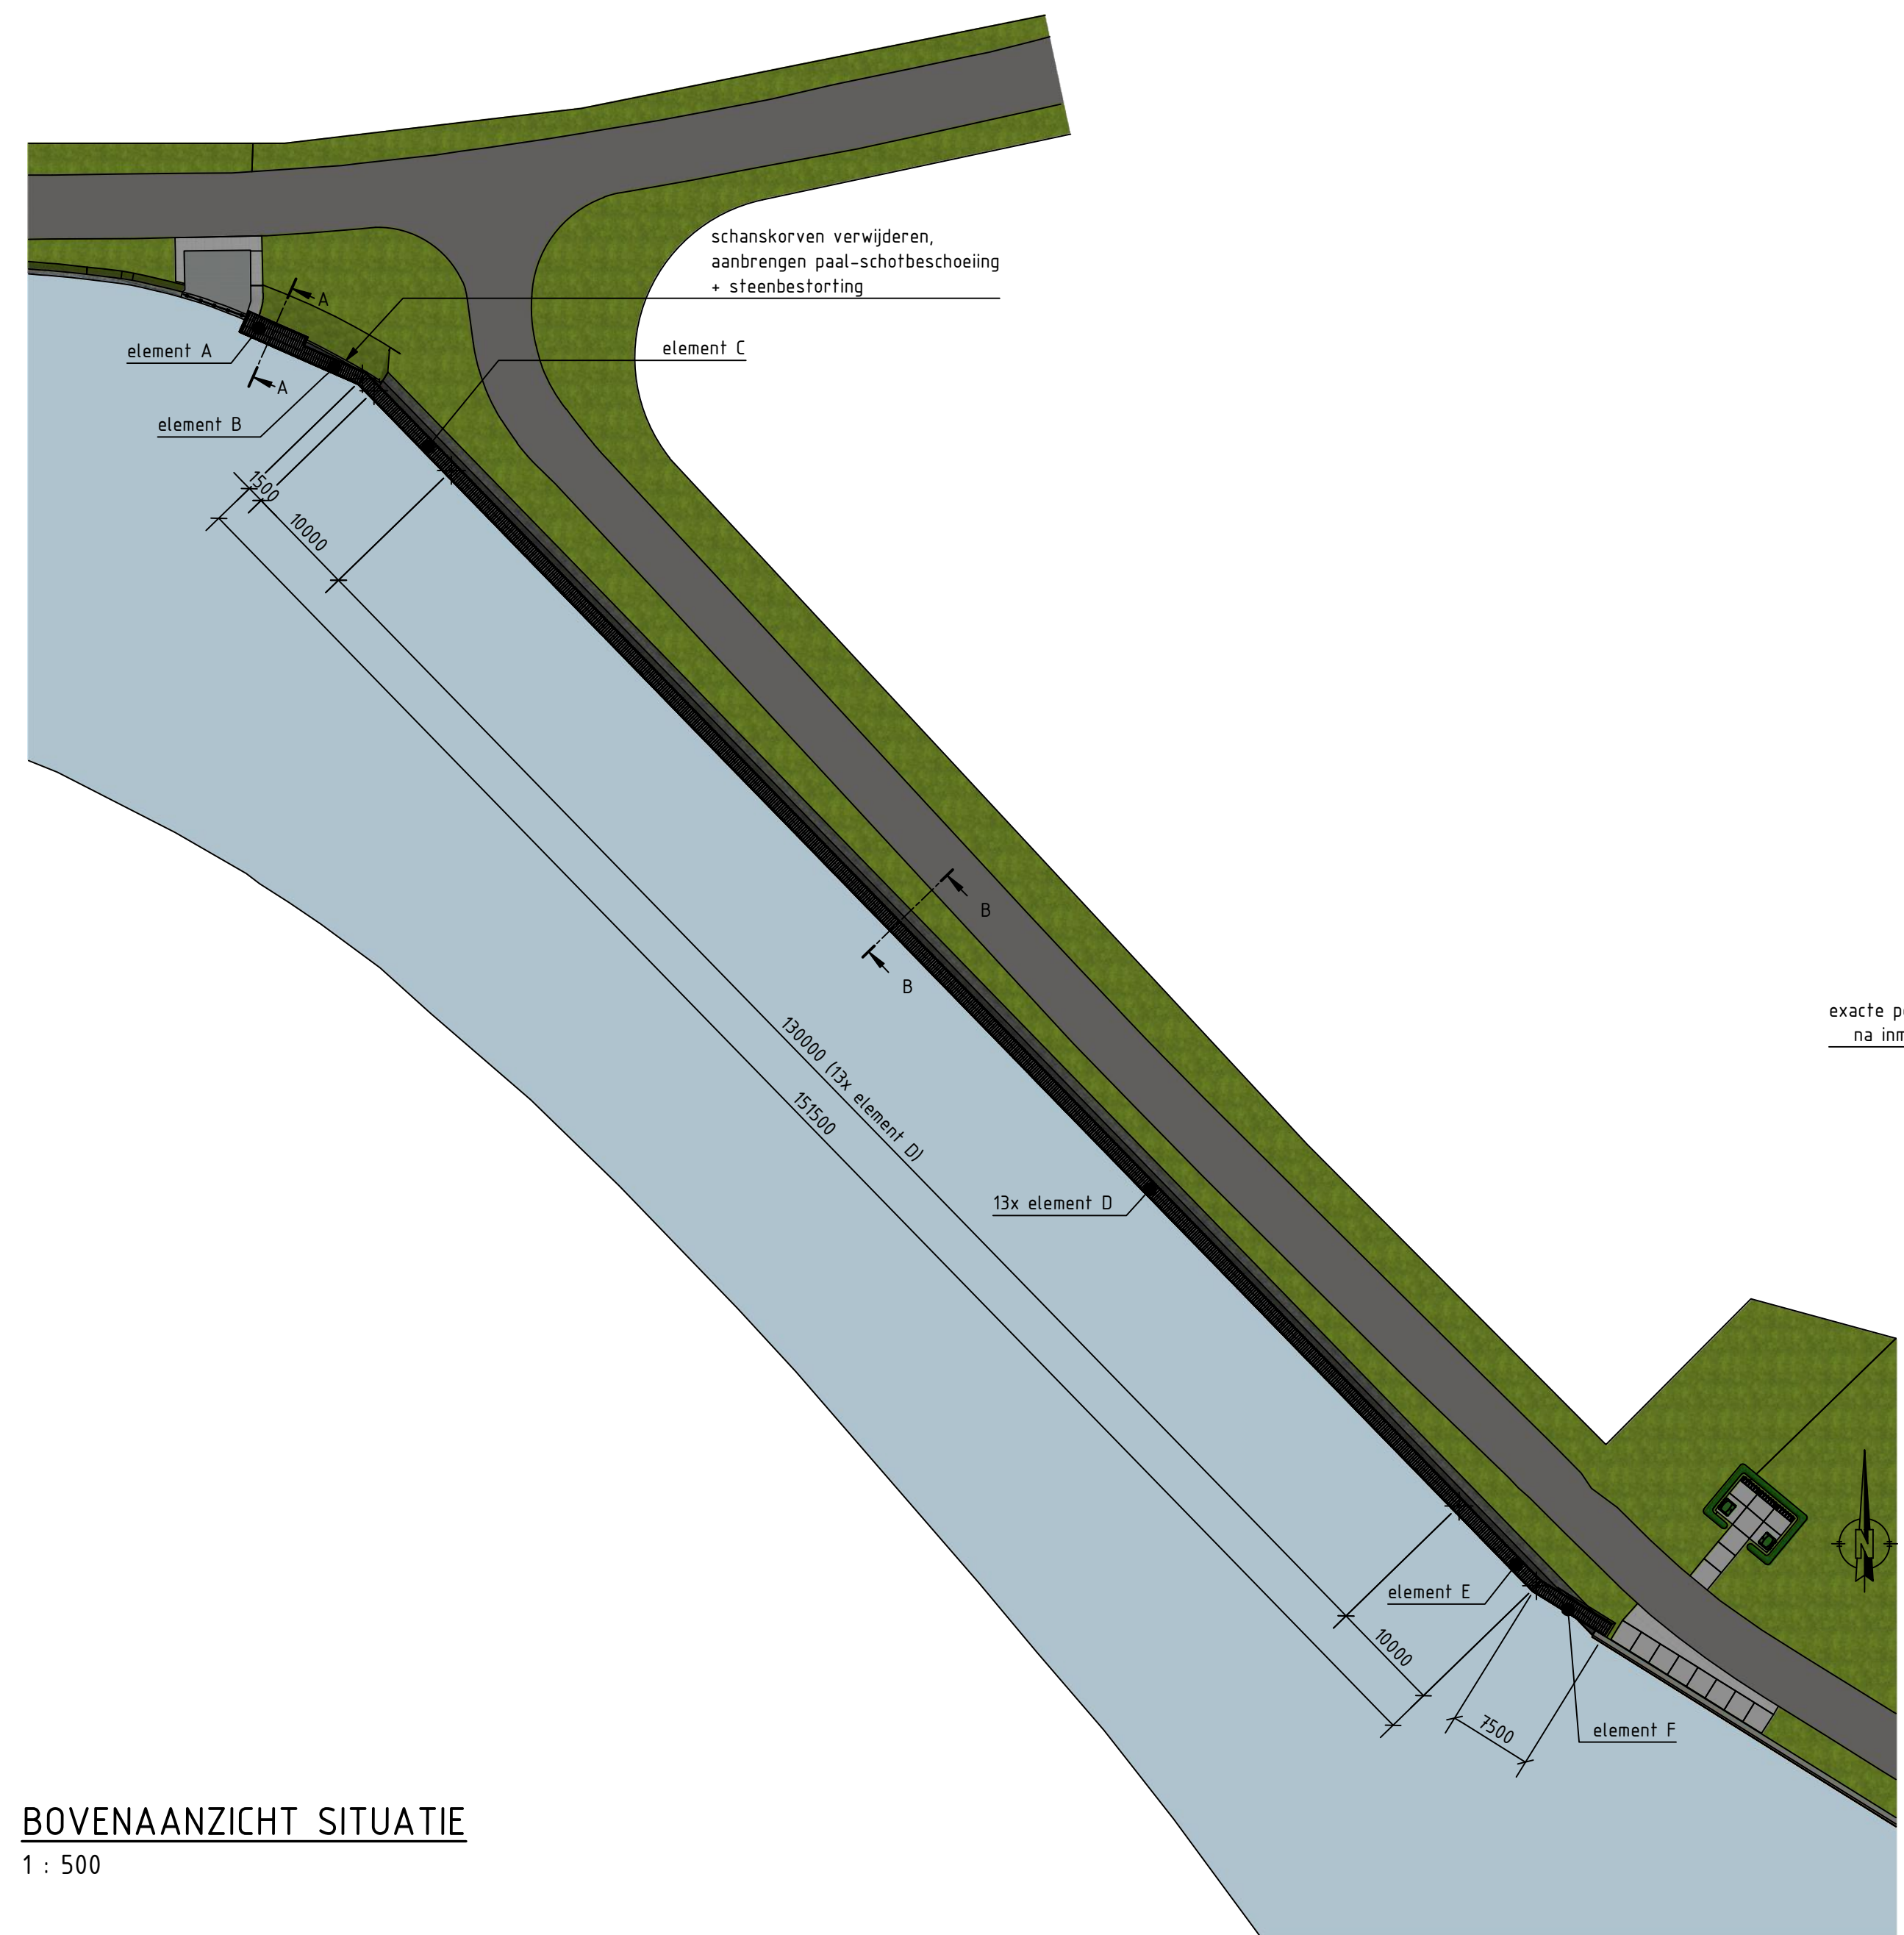 schanskorven verwijderen,
aanbrengen paal-schotbeschoeiing
+ steenbestorting
A
element A
element C
A
element B
1500
10000
B
B
exacte
na
130000 (13x element D)
151500
13x element D
N
element E
10000
7500
element F
BOVENAANZICHT SITUATIE
1 : 500